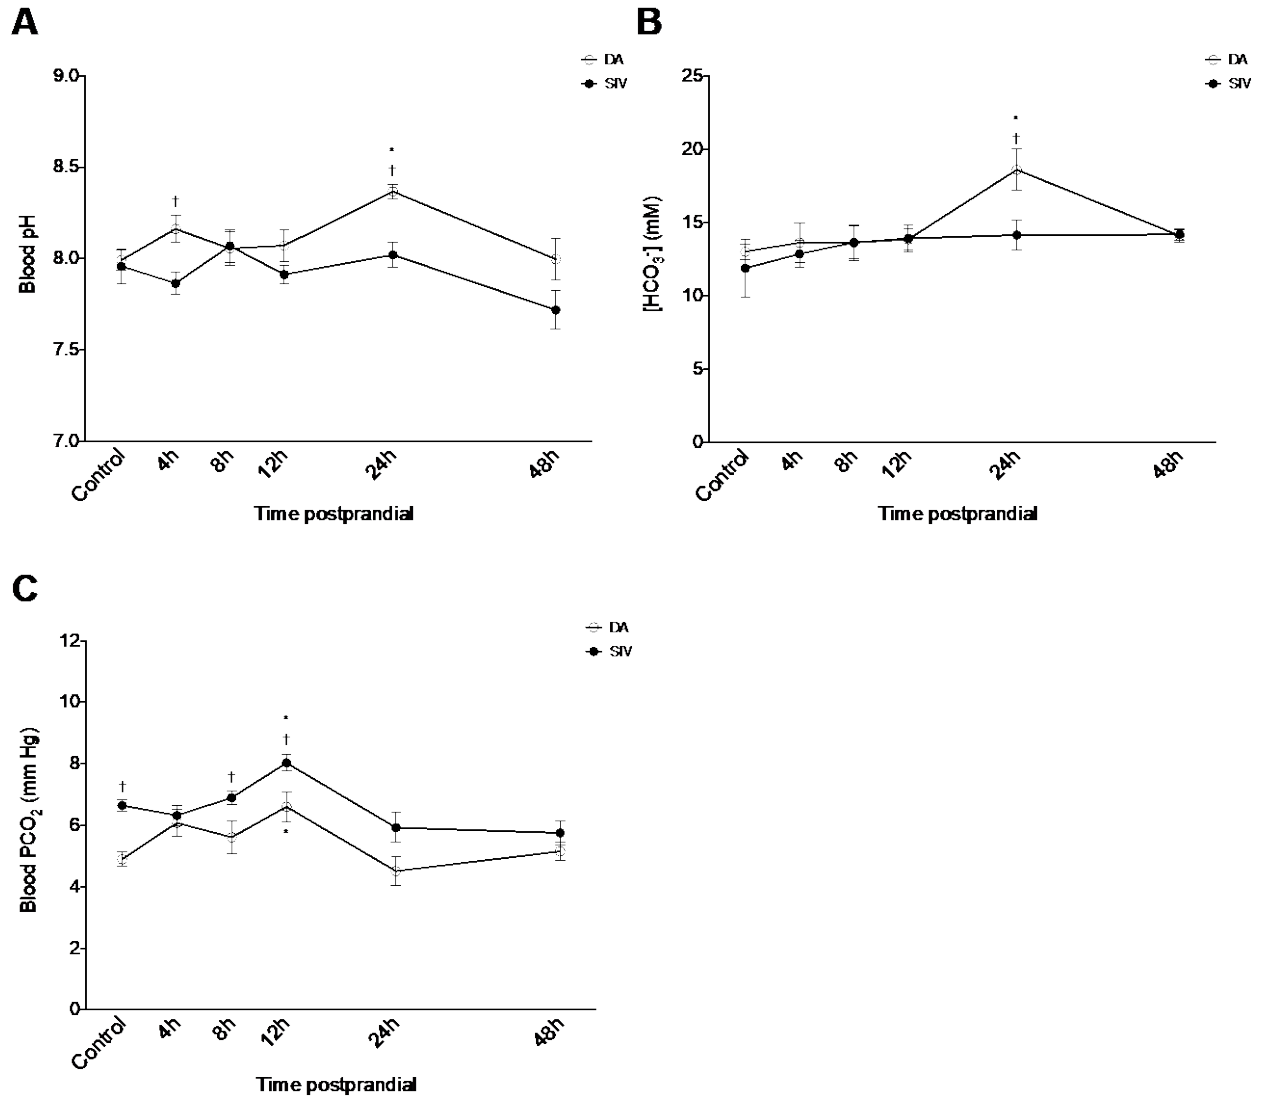 A
DA
SIV
9.0
8.5
8.0
7.5
7.0
Blood pH
* 
†
†
Control
4h
8h
12h
24h
48h
Time postprandial
B
DA
SIV
25
20
15
10
5
0
[HCO3-] (mM)
*
†
Control
4h
8h
12h
24h
48h
Time postprandial
C
DA
SIV
12
10
8
6
4
2
0
Blood PCO2 (mm Hg)
†
†
*
†
*
Control
4h
8h
12h
24h
48h
Time postprandial